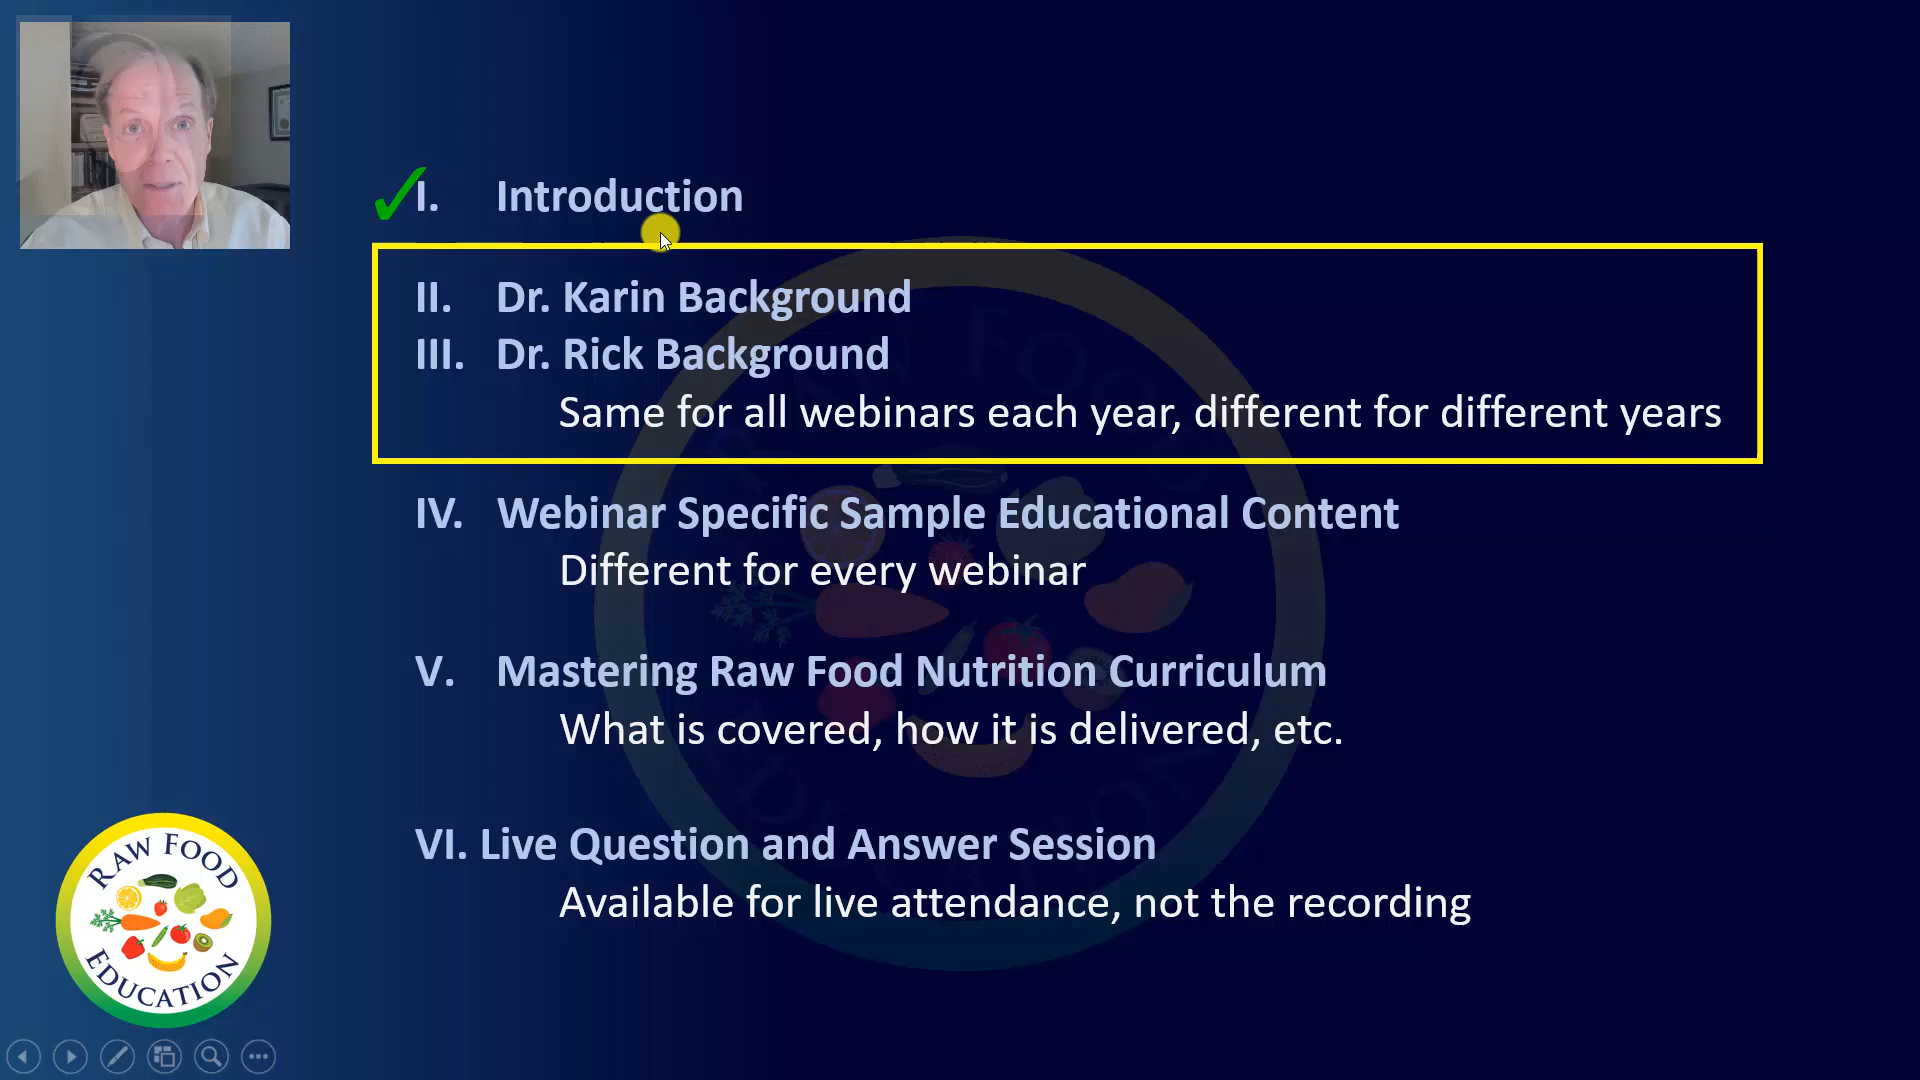 I. Introduction
II. Dr. Karin Background
III. Dr. Rick Background
Same for all webinars each year, different for different years
IV. Webinar Specific Sample Educational Content
Different for every webinar
V. Mastering Raw Food Nutrition Curriculum
What is covered, how it is delivered, etc.
VI. Live Question and Answer Session
Available for live attendance, not the recording
RAW FOOD
EDUCATION
RAW FOOD
EDUCATION